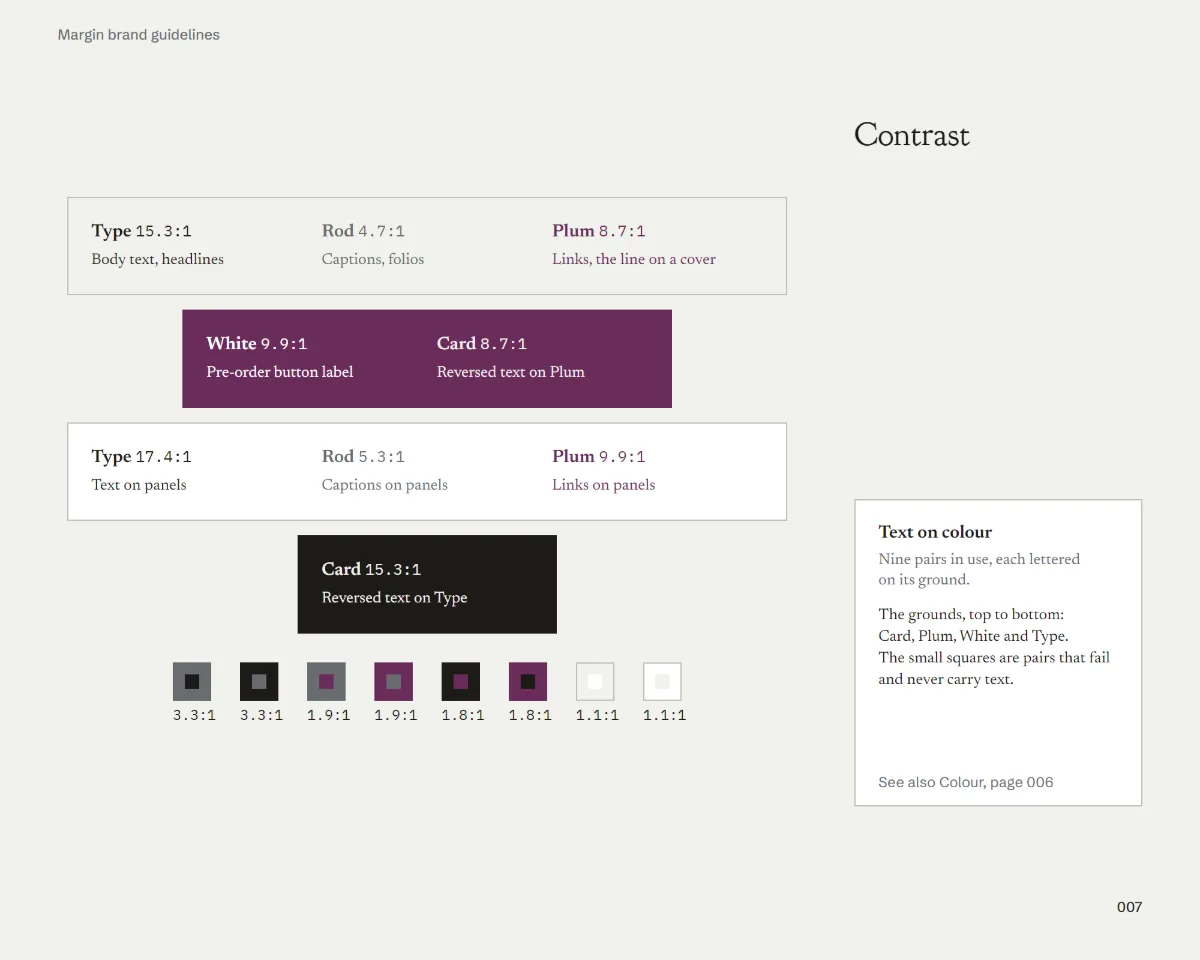 Margin brand guidelines
Contrast
Type 15.3:1
Body text, headlines
Rod 4.7:1
Captions, folios
Plum 8.7:1
Links, the line on a cover
White 9.9:1
Pre-order button label
Card 8.7:1
Reversed text on Plum
Type 17.4:1
Text on panels
Rod 5.3:1
Captions on panels
Plum 9.9:1
Links on panels
Card 15.3:1
Reversed text on Type
3.3:1
3.3:1
1.9:1
1.9:1
1.8:1
1.8:1
1.1:1
1.1:1
Text on colour
Nine pairs in use, each lettered
on its ground.
The grounds, top to bottom:
Card, Plum, White and Type.
The small squares are pairs that fail
and never carry text.
See also Colour, page 006
007